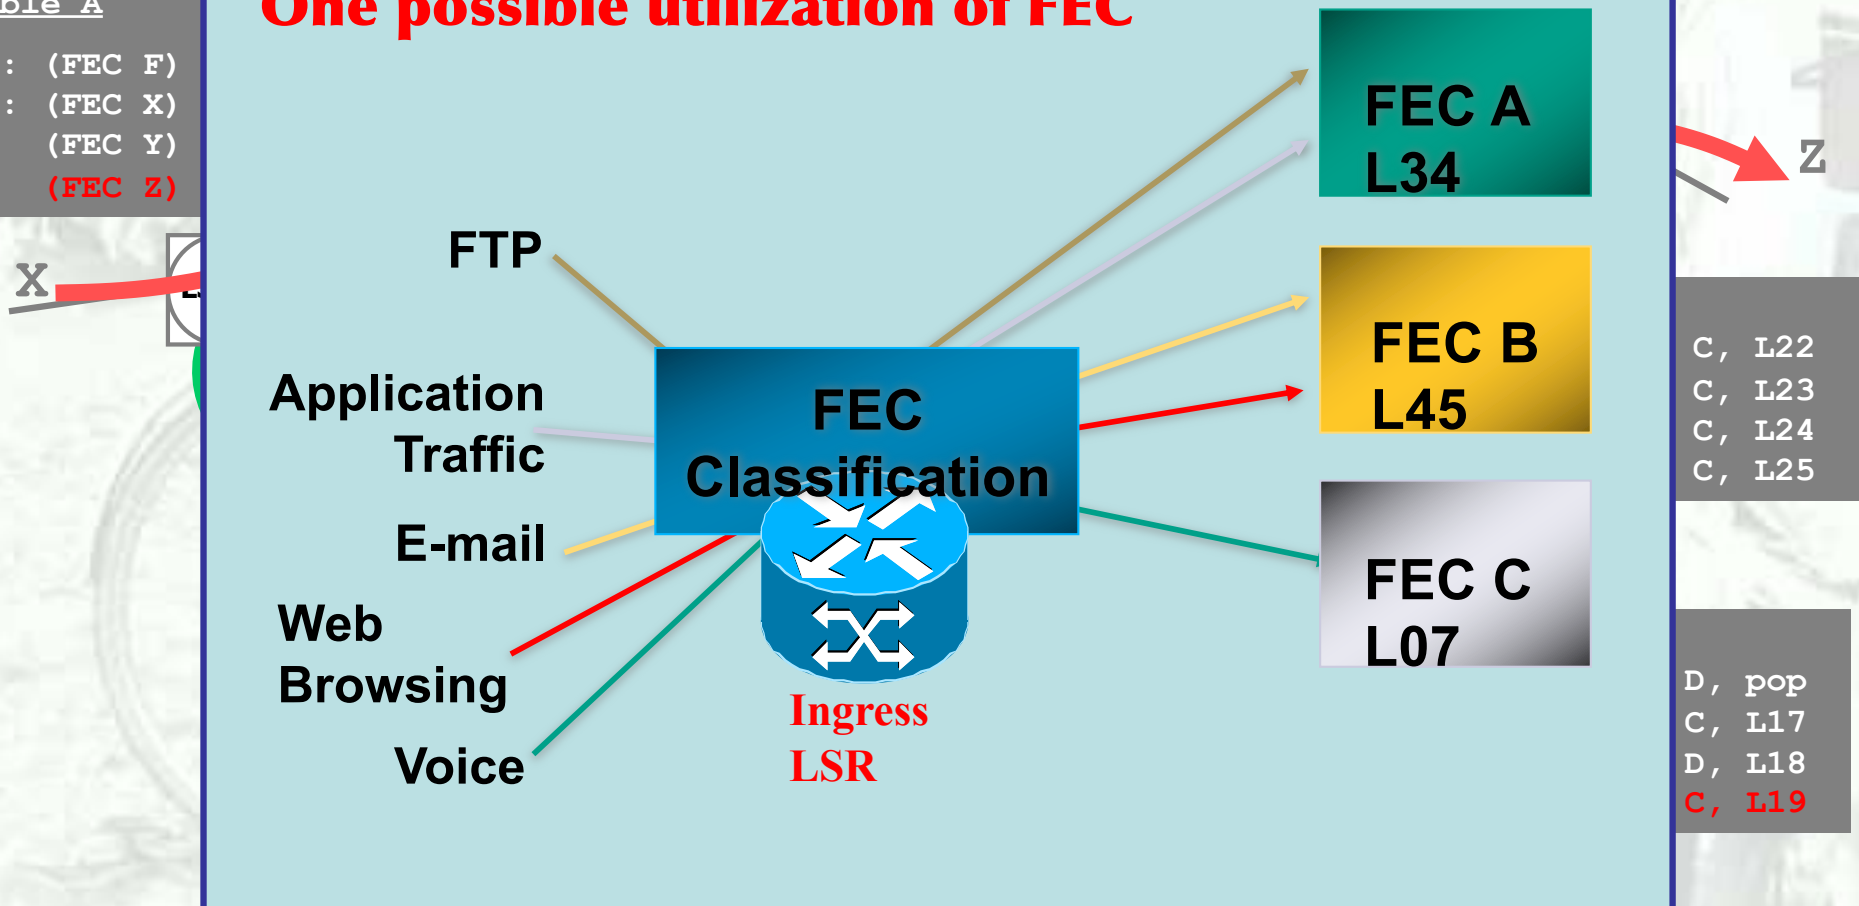 One possible utilization of FEC
: (FEC F)
: (FEC X)
(FEC Y)
(FEC Z)
X
FTP
Application
Traffic
E-mail
Web
Browsing
Voice
FEC
Classification
Ingress
LSR
FEC A
L34
FEC B
L45
FEC C
L07
Z
C, L22
C, L23
C, L24
C, L25
D, pop
C, L17
D, L18
C, L19